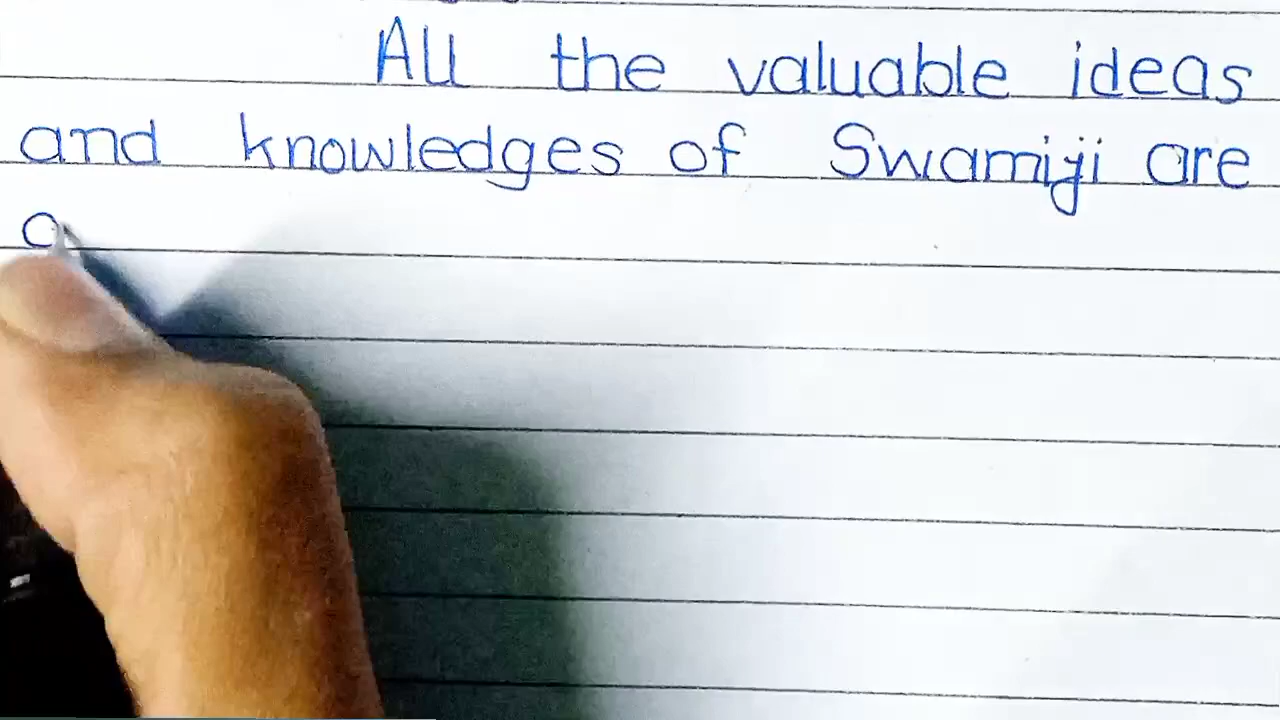 All the valuable ideas
and knowledges of Swamiji are